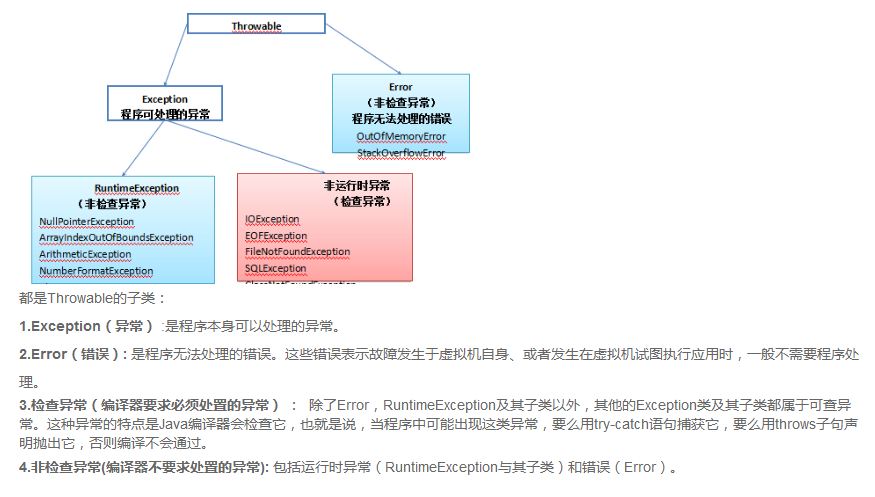 Throwable
Exception
程序可处理的异常
Error
（非检查异常）
程序无法处理的错误
OutOfMemoryError
StackOverflowError
RuntimeException
（非检查异常）
NullPointerException
ArrayIndexOutOfBoundsException
ArithmeticException
NumberFormatException
非运行时异常
（检查异常）
IOException
EOFException
FileNotFoundException
SQLException
都是Throwable的子类：
1.Exception（异常） :是程序本身可以处理的异常。
2.Error（错误）: 是程序无法处理的错误。这些错误表示故障发生于虚拟机自身、或者发生在虚拟机试图执行应用时，一般不需要程序处
理。
3.检查异常（编译器要求必须处置的异常） ： 除了Error，RuntimeException及其子类以外，其他的Exception类及其子类都属于可查异
常。这种异常的特点是Java编译器会检查它，也就是说，当程序中可能出现这类异常，要么用try-catch语句捕获它，要么用throws子句声
明抛出它，否则编译不会通过。
4.非检查异常(编译器不要求处置的异常): 包括运行时异常（RuntimeException与其子类）和错误（Error）。